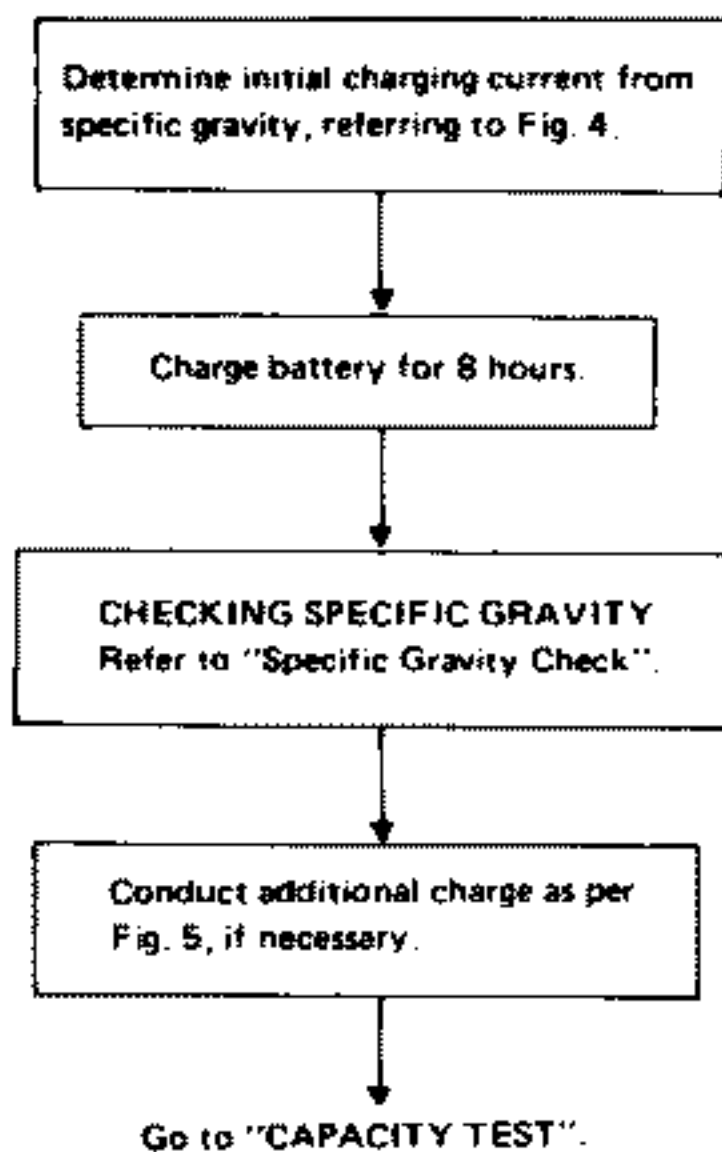 Determine initial charging current from
specific gravity, referring to Fig. 4.
Charge battery for 8 hours.
CHECKING SPECIFIC GRAVITY
Refer to "Specific Gravity Check".
Conduct additional charge as per
Fig. 5, if necessary.
Go to "CAPACITY TEST".